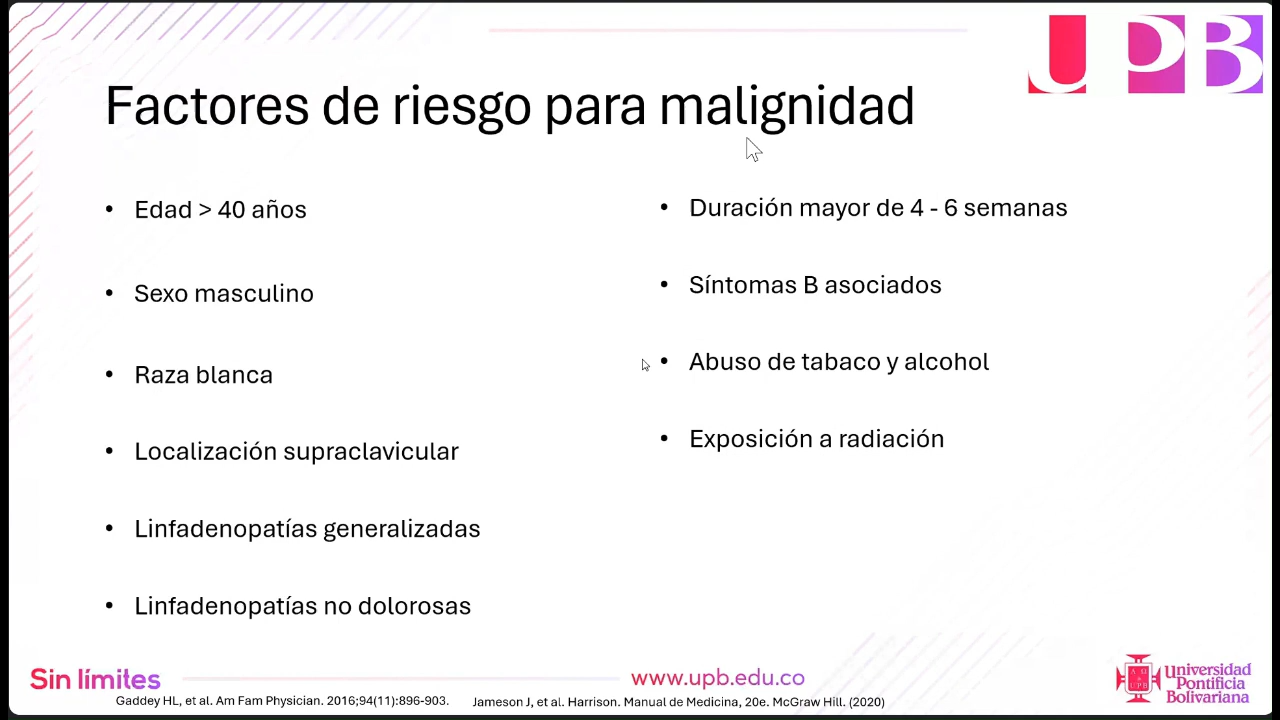 UPB
Factores de riesgo para malignidad
• Edad > 40 años
• Sexo masculino
• Raza blanca
• Localización supraclavicular
• Linfadenopatías generalizadas
• Linfadenopatías no dolorosas
• Duración mayor de 4 - 6 semanas
• Síntomas B asociados
• Abuso de tabaco y alcohol
• Exposición a radiación
Sin límites
www.upb.edu.co
Universidad
Pontificia
Bolivariana
Gaddey HL, et al. Am Fam Physician. 2016;94(11):896-903.
Jameson J, et al. Harrison. Manual de Medicina, 20e. McGraw Hill. (2020)